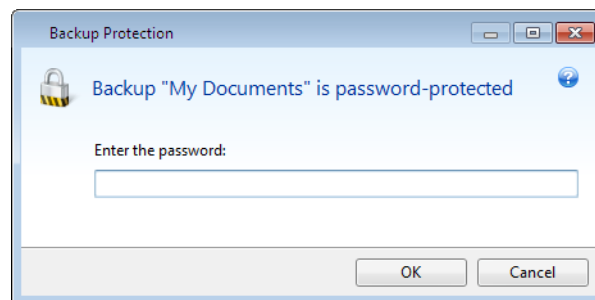 Backup Protection
Backup "My Documents" is password-protected
?
Enter the password:
OK Cancel